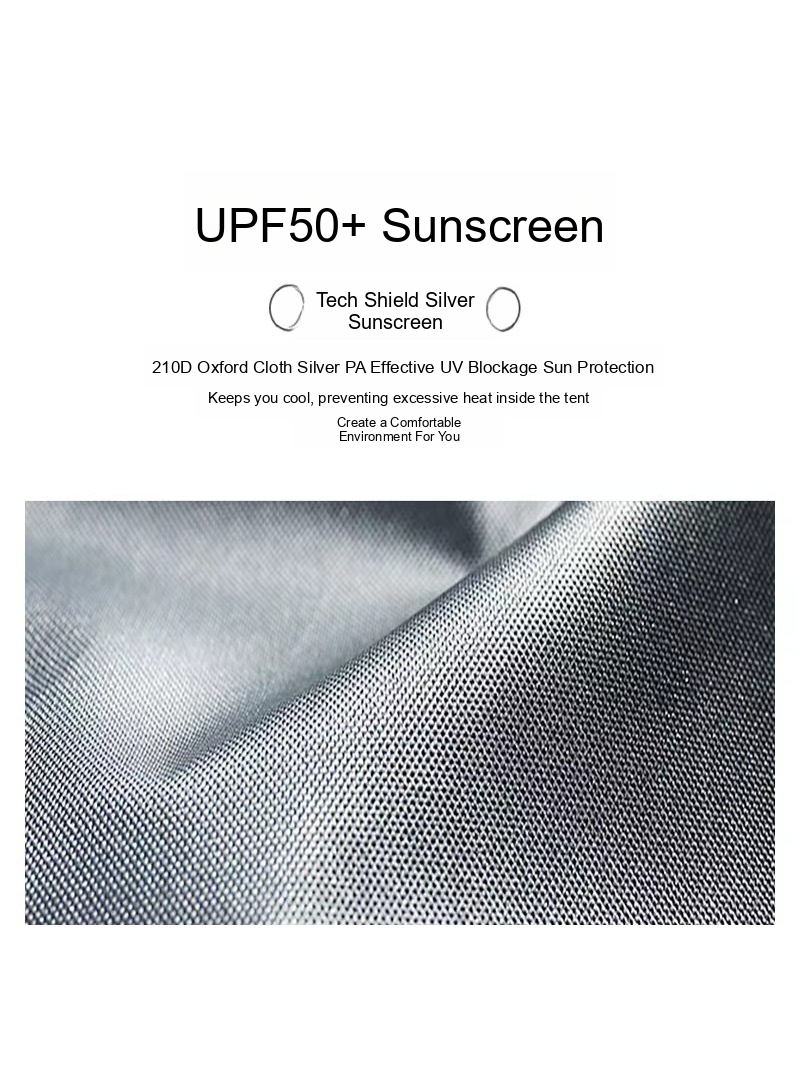 UPF50+ Sunscreen
Tech Shield Silver
Sunscreen
210D Oxford Cloth Silver PA Effective UV Blockage Sun Protection
Keeps you cool, preventing excessive heat inside the tent
Create a Comfortable
Environment For You